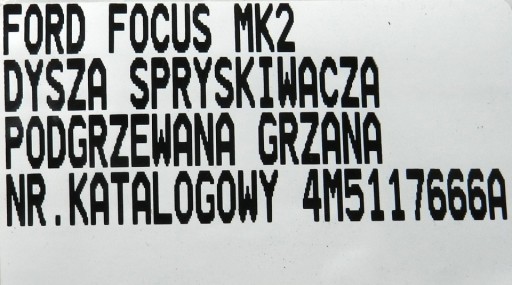 FORD FOCUS MK2
DYSZA SPRYSKIWACZA
PODGRZEWANA GRZANA
NR.KATALOGOWY 4M5117666A